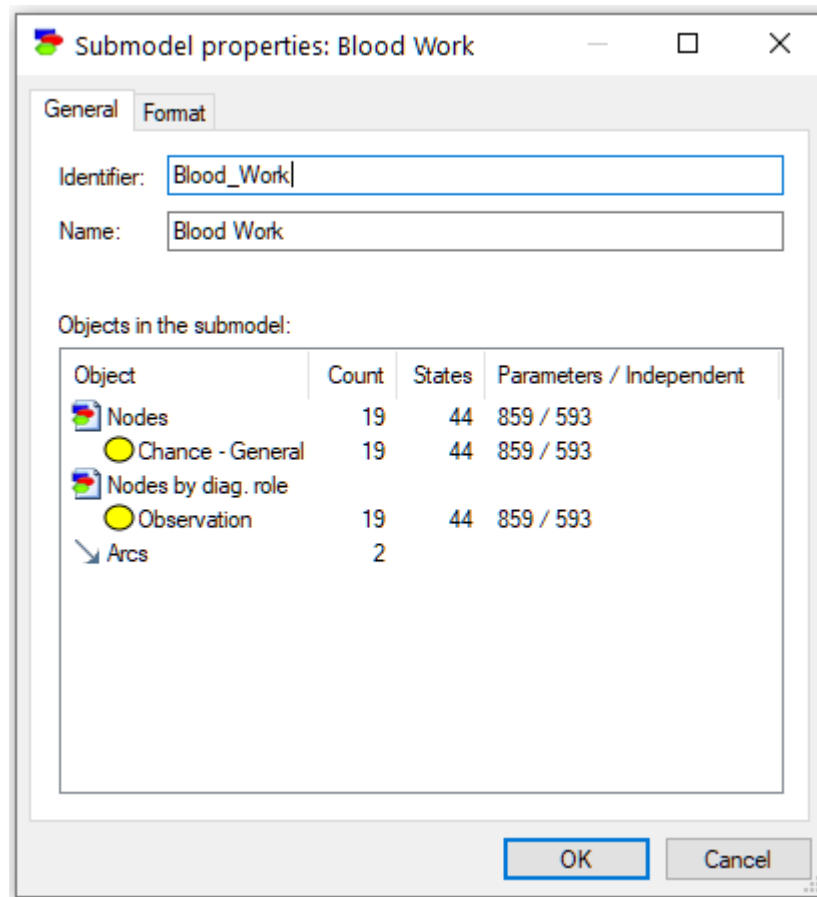 Submodel properties: Blood Work
General Format
Identifier: Blood_Work
Name: Blood Work
Objects in the submodel:
Object Count States Parameters / Independent
Nodes 19 44 859 / 593
Chance - General 19 44 859 / 593
Nodes by diag. role
Observation 19 44 859 / 593
Arcs 2
OK Cancel